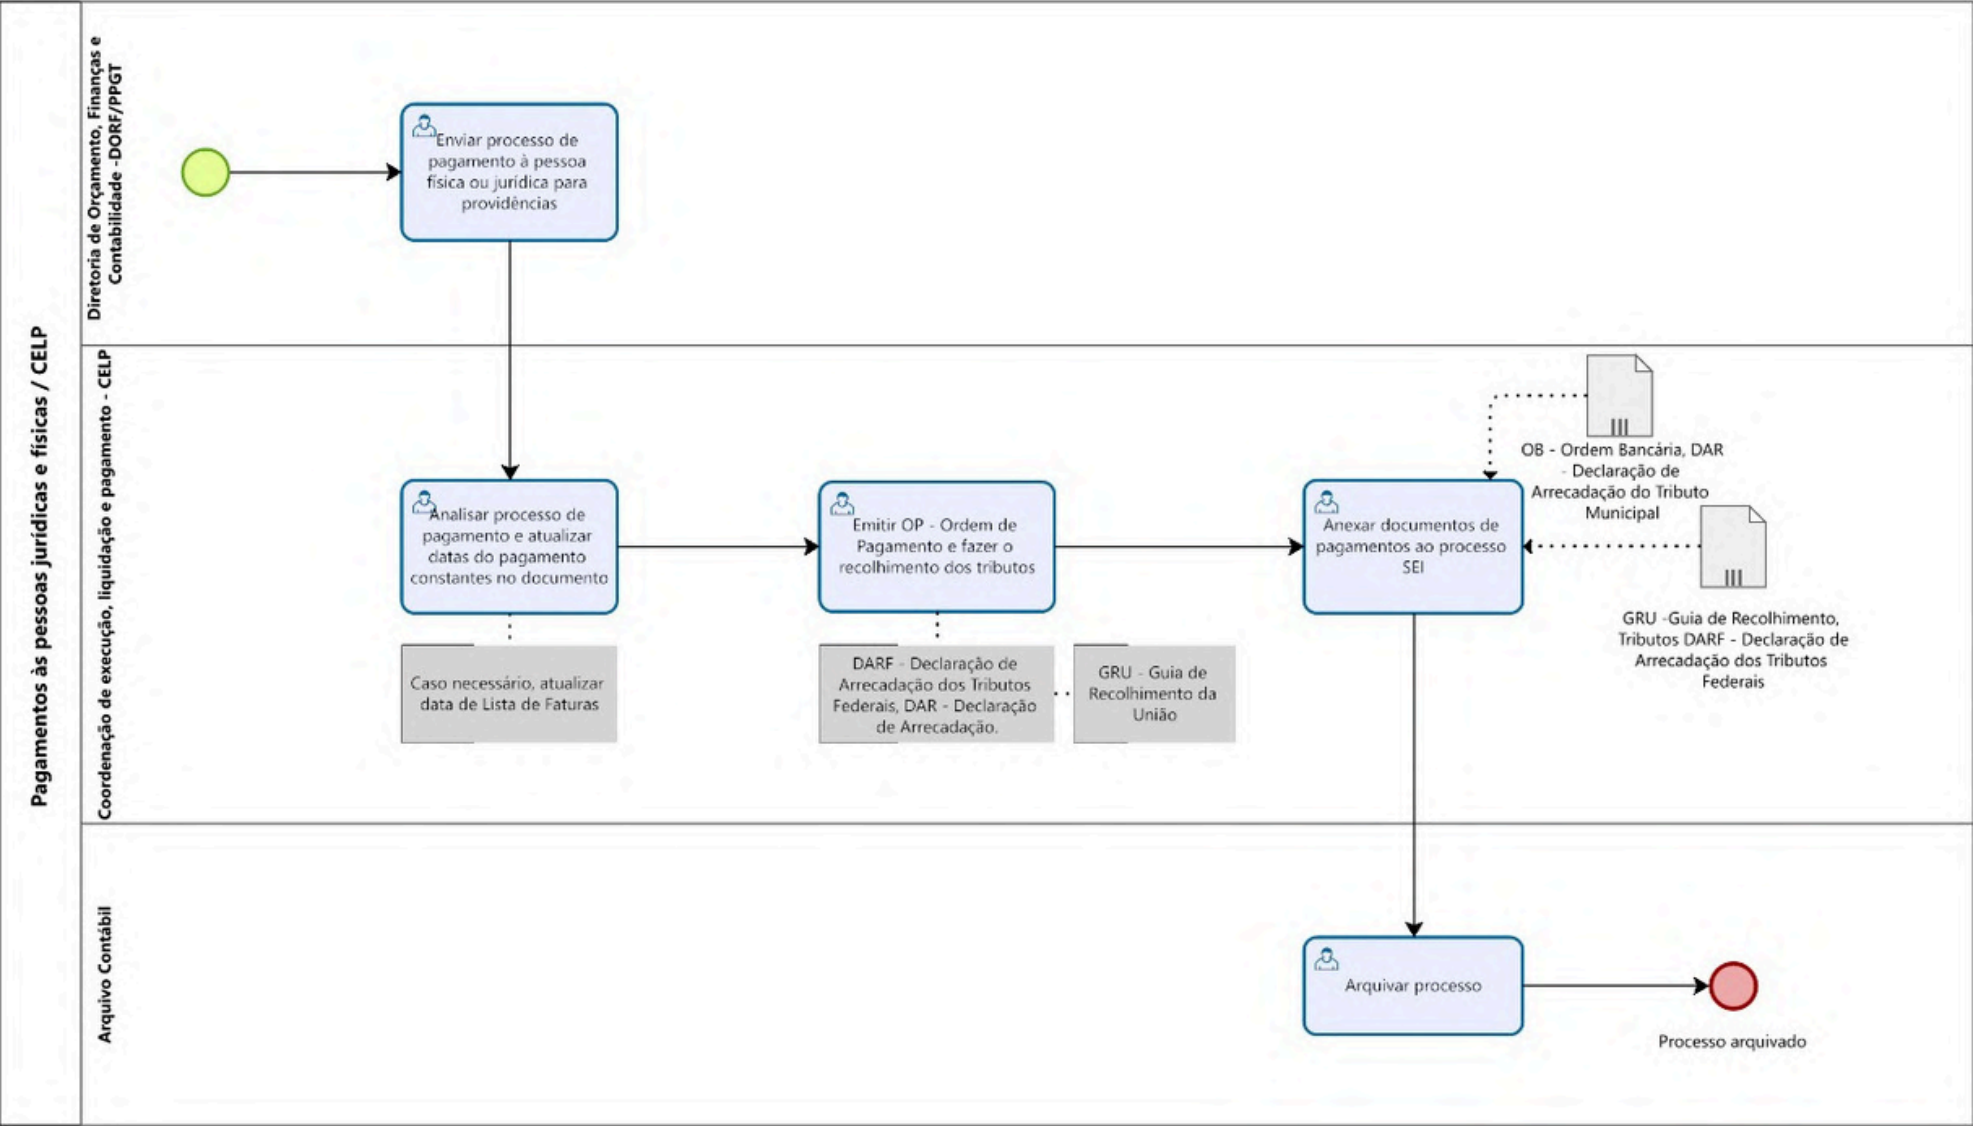 Pagamentos às pessoas jurídicas e físicas / CELP
Diretoria de Orçamento, Finanças e
Contabilidade -DORF/PPGT
Enviar processo de
pagamento à pessoa
física ou jurídica para
providências
Coordenação de execução, liquidação e pagamento - CELP
Analisar processo de
pagamento e atualizar
datas do pagamento
constantes no documento
Caso necessário, atualizar
data de Lista de Faturas
Emitir OP - Ordem de
Pagamento e fazer o
recolhimento dos tributos
DARF - Declaração de
Arrecadação dos Tributos
Federais, DAR - Declaração
de Arrecadação.
GRU - Guia de
Recolhimento da
União
Anexar documentos de
pagamentos ao processo
SEI
OB - Ordem Bancária, DAR
- Declaração de
Arrecadação do Tributo
Municipal
GRU -Guia de Recolhimento,
Tributos DARF - Declaração de
Arrecadação dos Tributos
Federais
Arquivo Contábil
Arquivar processo
Processo arquivado